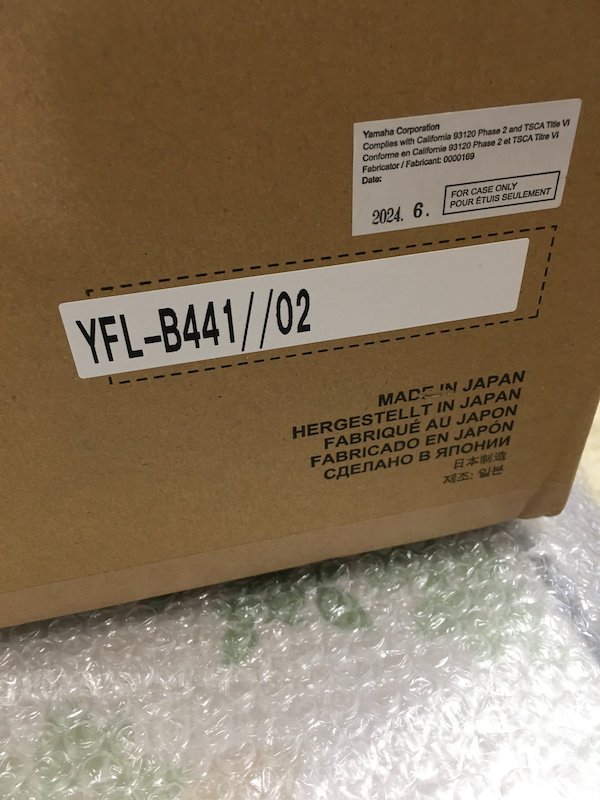 Yamaha Corporation
Complies with California 93120 Phase 2 and TSCA Title VI
Conforme en Californie 93120 Phase 2 et TSCA Titre VI
Fabricator / Fabricant: 0000169
Date:
2024. 6.
FOR CASE ONLY
POUR ÉTUIS SEULEMENT
YFL-B441//02
MADE IN JAPAN
HERGESTELLT IN JAPAN
FABRIQUÉ AU JAPON
FABRICADO EN JAPÓN
СДЕЛАНО В ЯПОНИИ
日本制造
제조: 일본